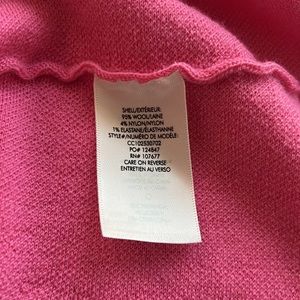 SHELL/EXTÉRIEUR:
95% WOOL/LAINE
4% NYLON/NYLON
1% ELASTANE/ÉLASTHANNE
STYLE#/NUMÉRO DE MODÈLE:
CC102530702
PO# 124847
RN# 107677
CARE ON REVERSE
ENTRETIEN AU VERSO